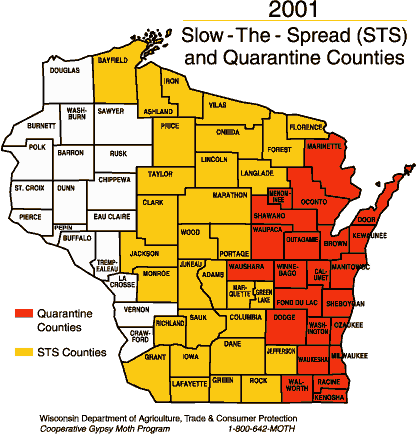 2001
Slow-The-Spread (STS)
and Quarantine Counties
DOUGLAS
BAYFIELD
IRON
ASHLAND
VILAS
BURNETT
WASH-
BURN
SAWYER
PRICE
ONEIDA
FLORENCE
FOREST
MARINETTE
POLK
BARRON
RUSK
LINCOLN
LANGLADE
TAYLOR
CHIPPEWA
ST. CROIX
DUNN
MARATHON
MENOM-
INEE
OCONTO
CLARK
SHAWANO
DOOR
PIERCE
PEPIN
EAU CLAIRE
WAUPACA
KEWUNEE
BUFFALO
WOOD
PORTAGE
OUTAGAMIE
BROWN
TREMP-
EALEAU
JACKSON
LA
CROSSE
MONROE
JUNEAU
ADAMS
WAUSHARA
WINNE-
BAGO
CAL-
UMET
MANITOWOC
MAR-
QUETTE
GREEN
LAKE
FOND DU LAC
SHEBOYGAN
VERNON
CRAW-
FORD
RICHLAND
SAUK
COLUMBIA
DODGE
WASH-
INGTON
OZAUKEE
GRANT
IOWA
DANE
JEFFERSON
WAUKESHA
MILWAUKEE
LAFAYETTE
GREEN
ROCK
WAL-
WORTH
RACINE
KENOSHA
Quarantine
Counties
STS Counties
Wisconsin Department of Agriculture, Trade & Consumer Protection
Cooperative Gypsy Moth Program 1-800-642-MOTH